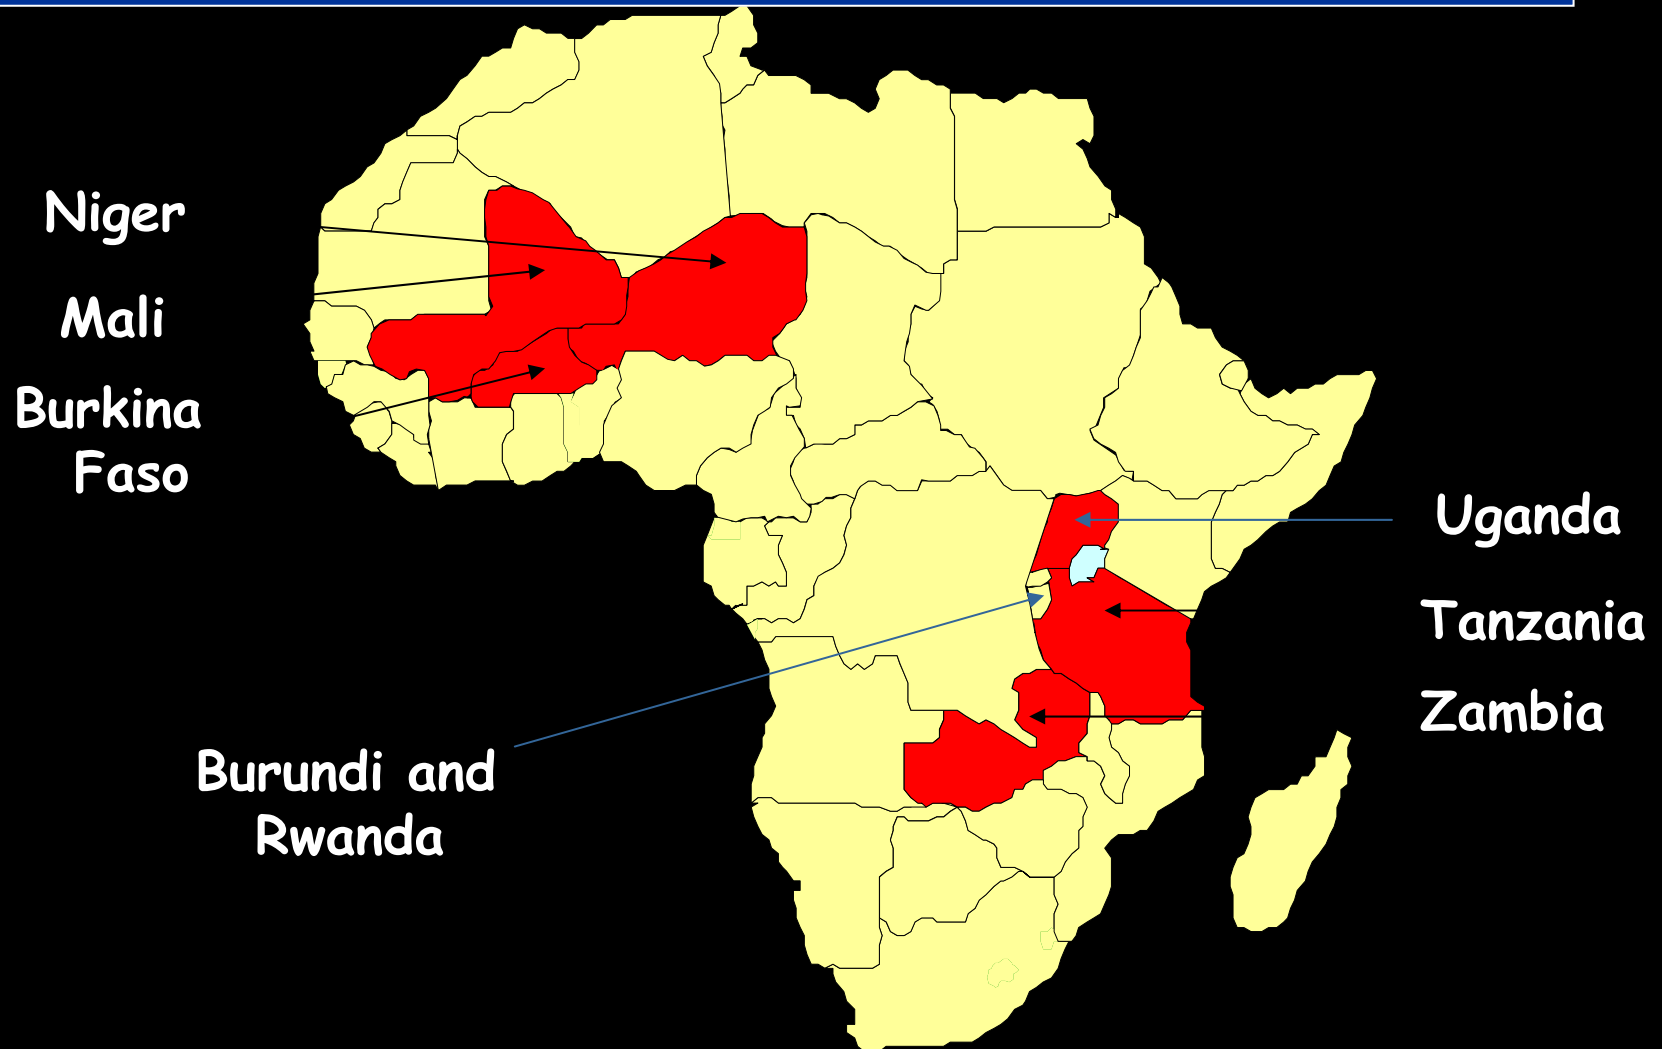 Niger
Mali
Burkina
Faso
Uganda
Tanzania
Zambia
Burundi and
Rwanda